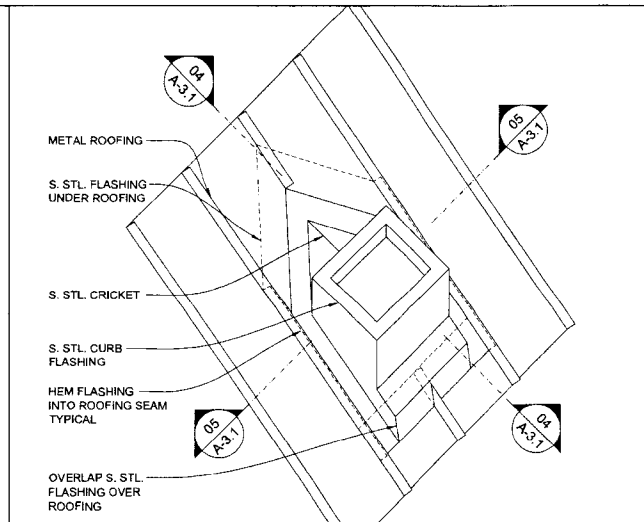 04
A-3.1
05
A-3.1
METAL ROOFING
S. STL. FLASHING
UNDER ROOFING
S. STL. CRICKET
S. STL. CURB
FLASHING
HEM FLASHING
INTO ROOFING SEAM
TYPICAL
05
A-3.1
04
A-3.1
OVERLAP S. STL.
FLASHING OVER
ROOFING